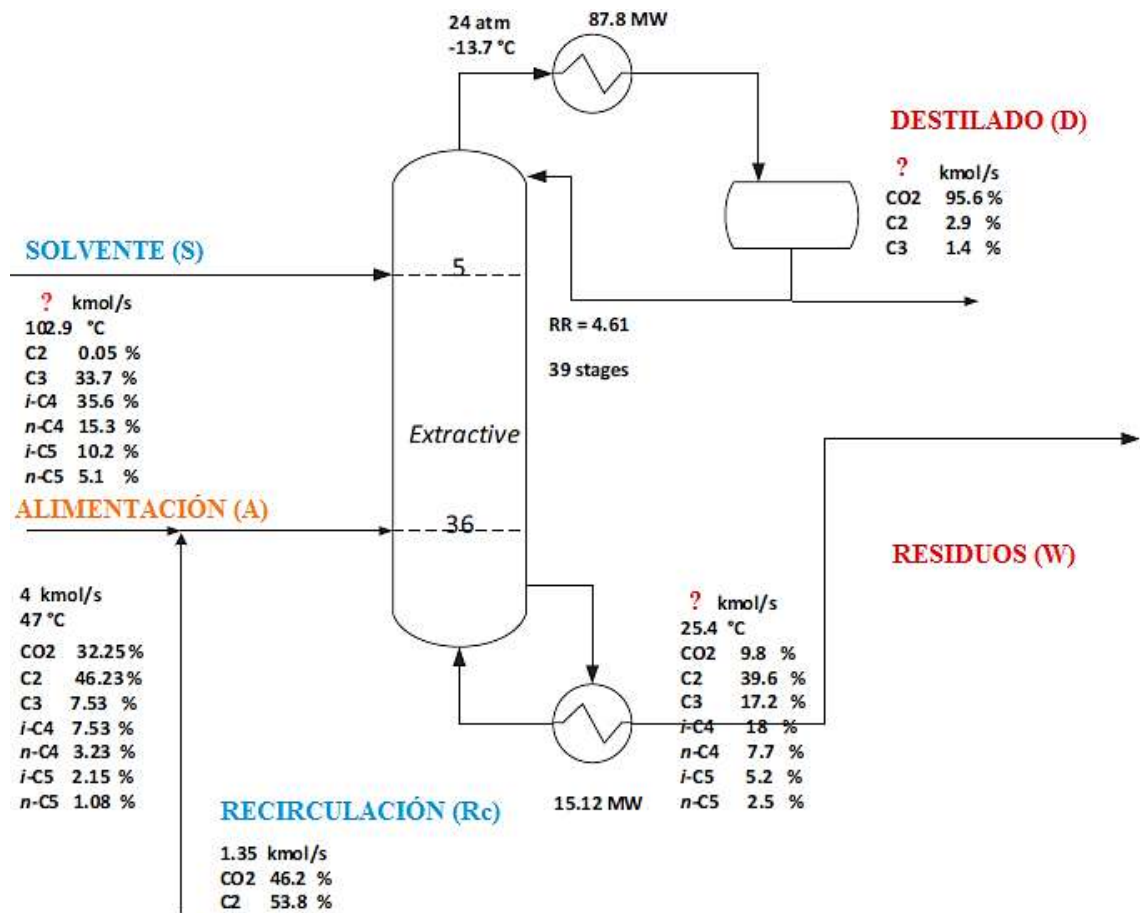 24 atm
-13.7 °C
87.8 MW
DESTILADO (D)
? kmol/s
CO2 95.6 %
C2 2.9 %
C3 1.4 %
SOLVENTE (S)
5
? kmol/s
102.9 °C
C2 0.05 %
C3 33.7 %
i-C4 35.6 %
n-C4 15.3 %
i-C5 10.2 %
n-C5 5.1 %
RR = 4.61
39 stages
Extractive
ALIMENTACIÓN (A)
36
4 kmol/s
47 °C
CO2 32.25 %
C2 46.23 %
C3 7.53 %
i-C4 7.53 %
n-C4 3.23 %
i-C5 2.15 %
n-C5 1.08 %
RESIDUOS (W)
? kmol/s
25.4 °C
CO2 9.8 %
C2 39.6 %
C3 17.2 %
i-C4 18 %
n-C4 7.7 %
i-C5 5.2 %
n-C5 2.5 %
15.12 MW
RECIRCULACIÓN (Rc)
1.35 kmol/s
CO2 46.2 %
C2 53.8 %